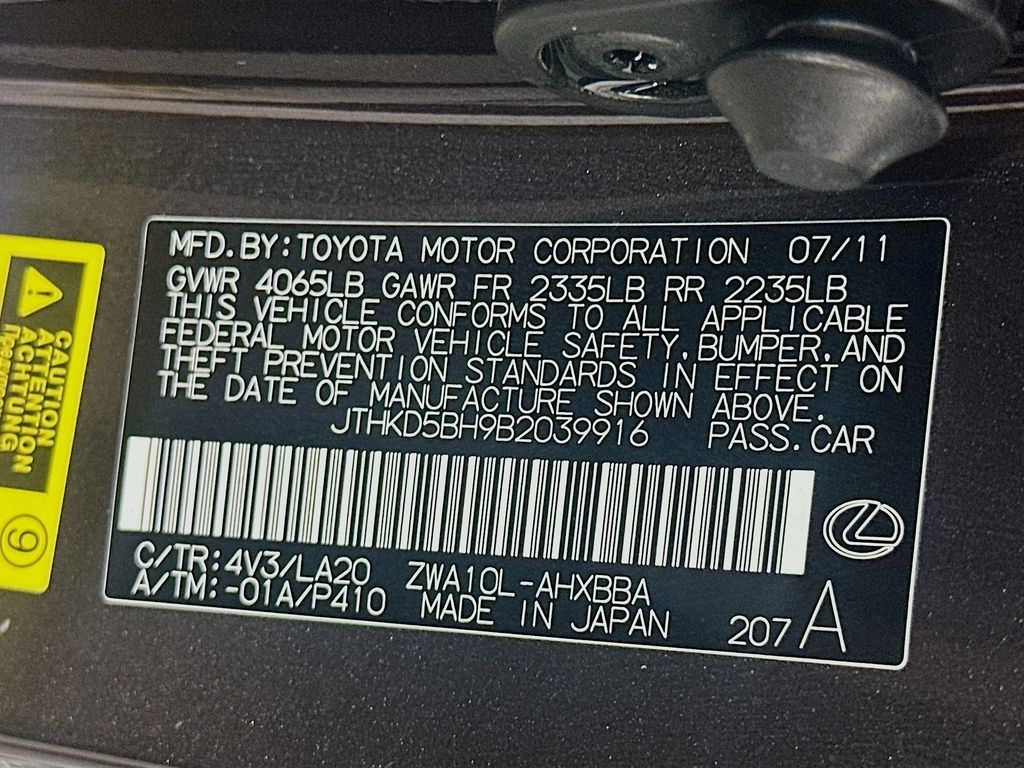 MFD.BY:TOYOTA MOTOR CORPORATION 07/11
GVWR 4065LB GAWR FR 2335LB RR 2235LB
THIS VEHICLE CONFORMS TO ALL APPLICABLE
FEDERAL MOTOR VEHICLE SAFETY,BUMPER,AND
THEFT PREVENTION STANDARDS IN EFFECT ON
THE DATE OF MANUFACTURE SHOWN ABOVE.
JTHKD5BH9B2039916 PASS.CAR
C/TR:4V3/LA20 ZWA10L-AHXBBA
A/TM:-01A/P410 MADE IN JAPAN 207 A
CAUTION
ATTENTION
ACHTUNG
9